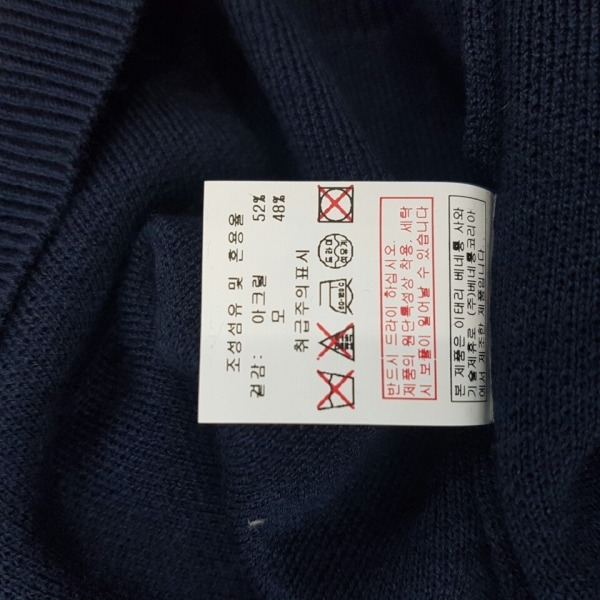 조성섬유 및 혼용율
겉감: 아크릴 52%
모 48%
취급주의표시
드라이
반드시 드라이 하십시오.
제품의 원단특성상 착용. 세탁
시 보풀이 일어날 수 있습니다
본 제품은 이태리 베네통 사와
기술제휴로 (주)베네통코리아
에서 제조한 제품입니다.